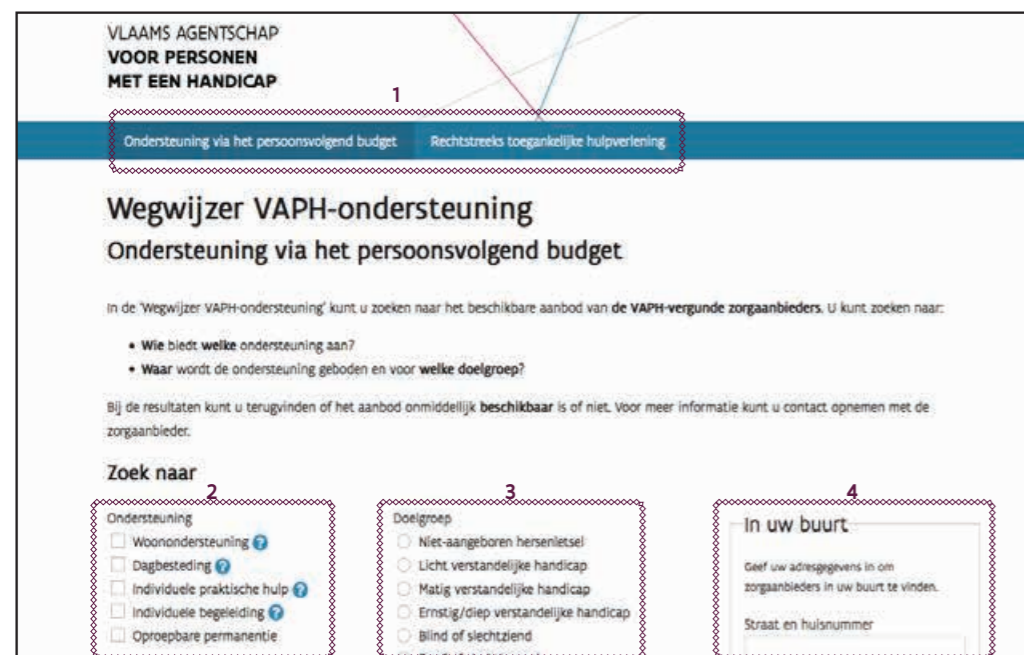 VLAAMS AGENTSCHAP
VOOR PERSONEN
MET EEN HANDICAP
1
Ondersteuning via het persoonsvolgend budget Rechtstreeks toegankelijke hulpverlening
Wegwijzer VAPH-ondersteuning
Ondersteuning via het persoonsvolgend budget
In de 'Wegwijzer VAPH-ondersteuning' kunt u zoeken naar het beschikbare aanbod van de VAPH-vergunde zorgaanbieders. U kunt zoeken naar:
• Wie biedt welke ondersteuning aan?
• Waar wordt de ondersteuning geboden en voor welke doelgroep?
Bij de resultaten kunt u terugvinden of het aanbod onmiddellijk beschikbaar is of niet. Voor meer informatie kunt u contact opnemen met de
zorgaanbieder.
Zoek naar
2
Ondersteuning
Woonondersteuning ?
Dagbesteding ?
Individuele praktische hulp ?
Individuele begeleiding ?
Oproepbare permanentie
3
Doelgroep
Niet-aangeboren hersenletsel
Licht verstandelijke handicap
Matig verstandelijke handicap
Ernstig/diep verstandelijke handicap
Blind of slechtziend
4
In uw buurt
Geef uw adresgegevens in om
zorgaanbieders in uw buurt te vinden.
Straat en huisnummer